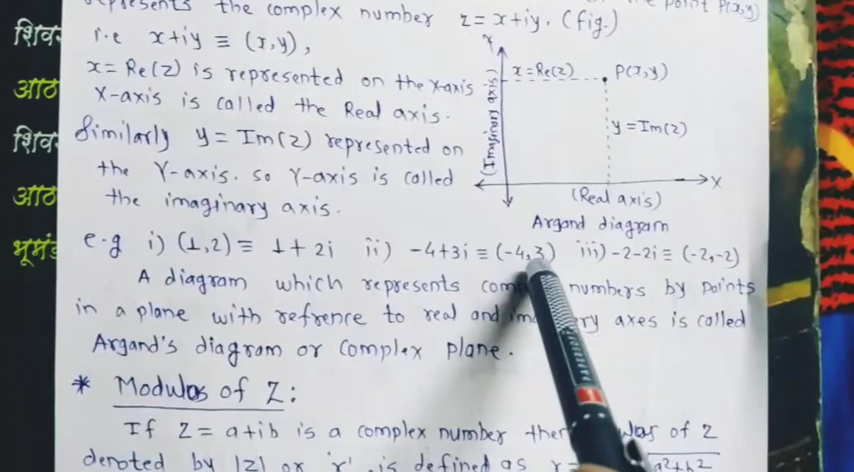 the complex number z = x+iy. (fig.)
i.e x+iy ≡ (x,y),
x = Re(z) is represented on the x-axis
X-axis is called the Real axis.
Similarly y = Im(z) represented on
the Y-axis. so Y-axis is called
the imaginary axis.
Y
x = Re(z)
P(x,y)
(Imaginary axis)
y = Im(z)
X
(Real axis)
Argand diagram
e.g i) (1,2) ≡ 1+2i ii) -4+3i ≡ (-4,3) iii) -2-2i ≡ (-2,-2)
A diagram which represents numbers by points
in a plane with refrence to real and axes is called
Argand's diagram or complex plane.
* Modulas of Z:
If Z = a+ib is a complex number of Z
denoted by |z| or 'r', is defined as r=
शिव
आठ
शिव
आठ
भूमंड